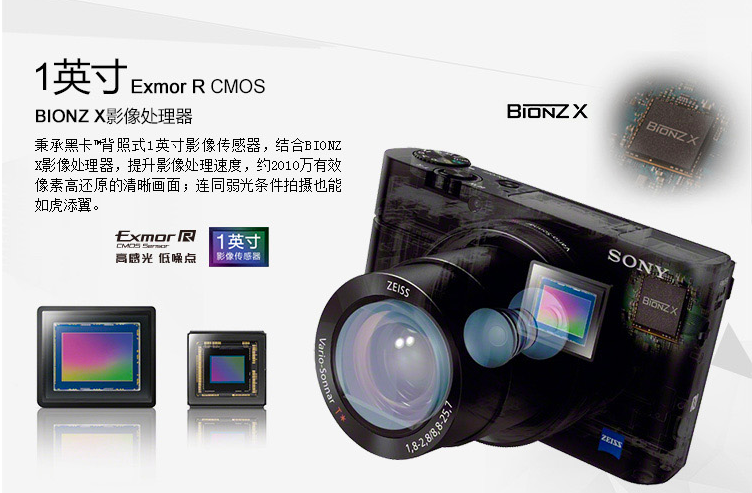 1英寸 Exmor R CMOS
BIONZ X影像处理器
秉承黑卡™背照式1英寸影像传感器，结合BIONZ
X影像处理器，提升影像处理速度，约2010万有效
像素高还原的清晰画面；连同弱光条件拍摄也能
如虎添翼。
Exmor R
CMOS Sensor
高感光 低噪点
1英寸
影像传感器
BIONZ X
BIONZ X
SONY
BIONZ X
ZEISS
Vario-Sonnar T*
1,8-2,8/8,8-25,7
Vario-Sonnar
ZEISS